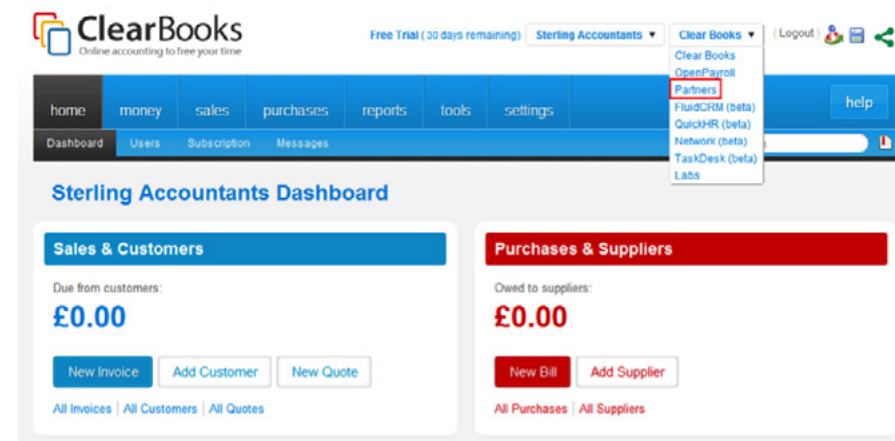 ClearBooks
Online accounting to free your time
Free Trial (30 days remaining) Sterling Accountants ▼ Clear Books ▼ (Logout)
Clear Books
OpenPayroll
Partners
FluidCRM (beta)
QuickHR (beta)
Network (beta)
TaskDesk (beta)
Labs
home money sales purchases reports tools settings help
Dashboard Users Subscription Messages
Sterling Accountants Dashboard
Sales & Customers
Due from customers:
£0.00
New Invoice Add Customer New Quote
All Invoices | All Customers | All Quotes
Purchases & Suppliers
Owed to suppliers:
£0.00
New Bill Add Supplier
All Purchases | All Suppliers